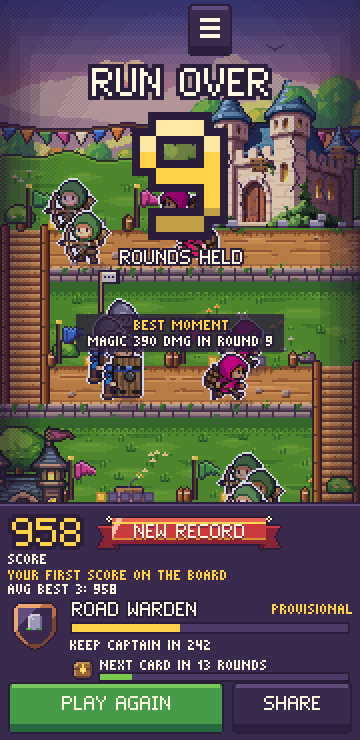 RUN OVER
9
ROUNDS HELD
BEST MOMENT
MAGIC 390 DMG IN ROUND 9
958
NEW RECORD
SCORE
YOUR FIRST SCORE ON THE BOARD
AVG BEST 3: 958
ROAD WARDEN
PROVISIONAL
KEEP CAPTAIN IN 242
NEXT CARD IN 13 ROUNDS
PLAY AGAIN
SHARE